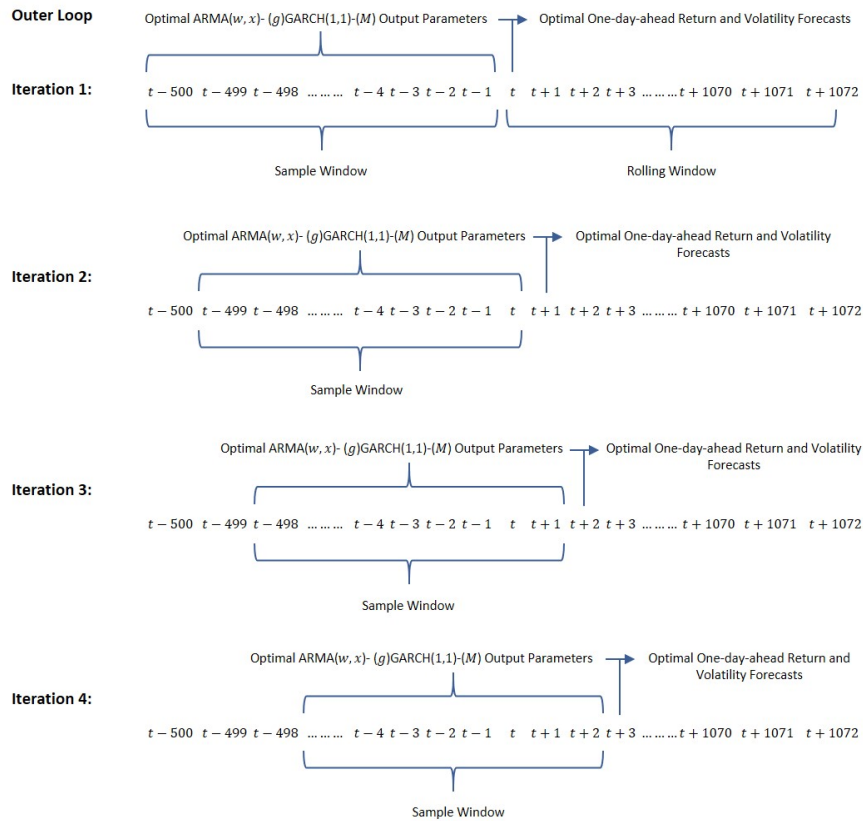 Outer Loop
Optimal ARMA(w, x)- (g)GARCH(1,1)-(M) Output Parameters
Optimal One-day-ahead Return and Volatility Forecasts
Iteration 1:
t − 500 t − 499 t − 498 ... ... ... t − 4 t − 3 t − 2 t − 1 t t + 1 t + 2 t + 3 ... ... ... t + 1070 t + 1071 t + 1072
Sample Window
Rolling Window
Optimal ARMA(w, x)- (g)GARCH(1,1)-(M) Output Parameters
Optimal One-day-ahead Return and Volatility
Forecasts
Iteration 2:
t − 500 t − 499 t − 498 ... ... ... t − 4 t − 3 t − 2 t − 1 t t + 1 t + 2 t + 3 ... ... ... t + 1070 t + 1071 t + 1072
Sample Window
Optimal ARMA(w, x)- (g)GARCH(1,1)-(M) Output Parameters
Optimal One-day-ahead Return and Volatility
Forecasts
Iteration 3:
t − 500 t − 499 t − 498 ... ... ... t − 4 t − 3 t − 2 t − 1 t t + 1 t + 2 t + 3 ... ... ... t + 1070 t + 1071 t + 1072
Sample Window
Optimal ARMA(w, x)- (g)GARCH(1,1)-(M) Output Parameters
Optimal One-day-ahead Return and
Volatility Forecasts
Iteration 4:
t − 500 t − 499 t − 498 ... ... ... t − 4 t − 3 t − 2 t − 1 t t + 1 t + 2 t + 3 ... ... ... t + 1070 t + 1071 t + 1072
Sample Window